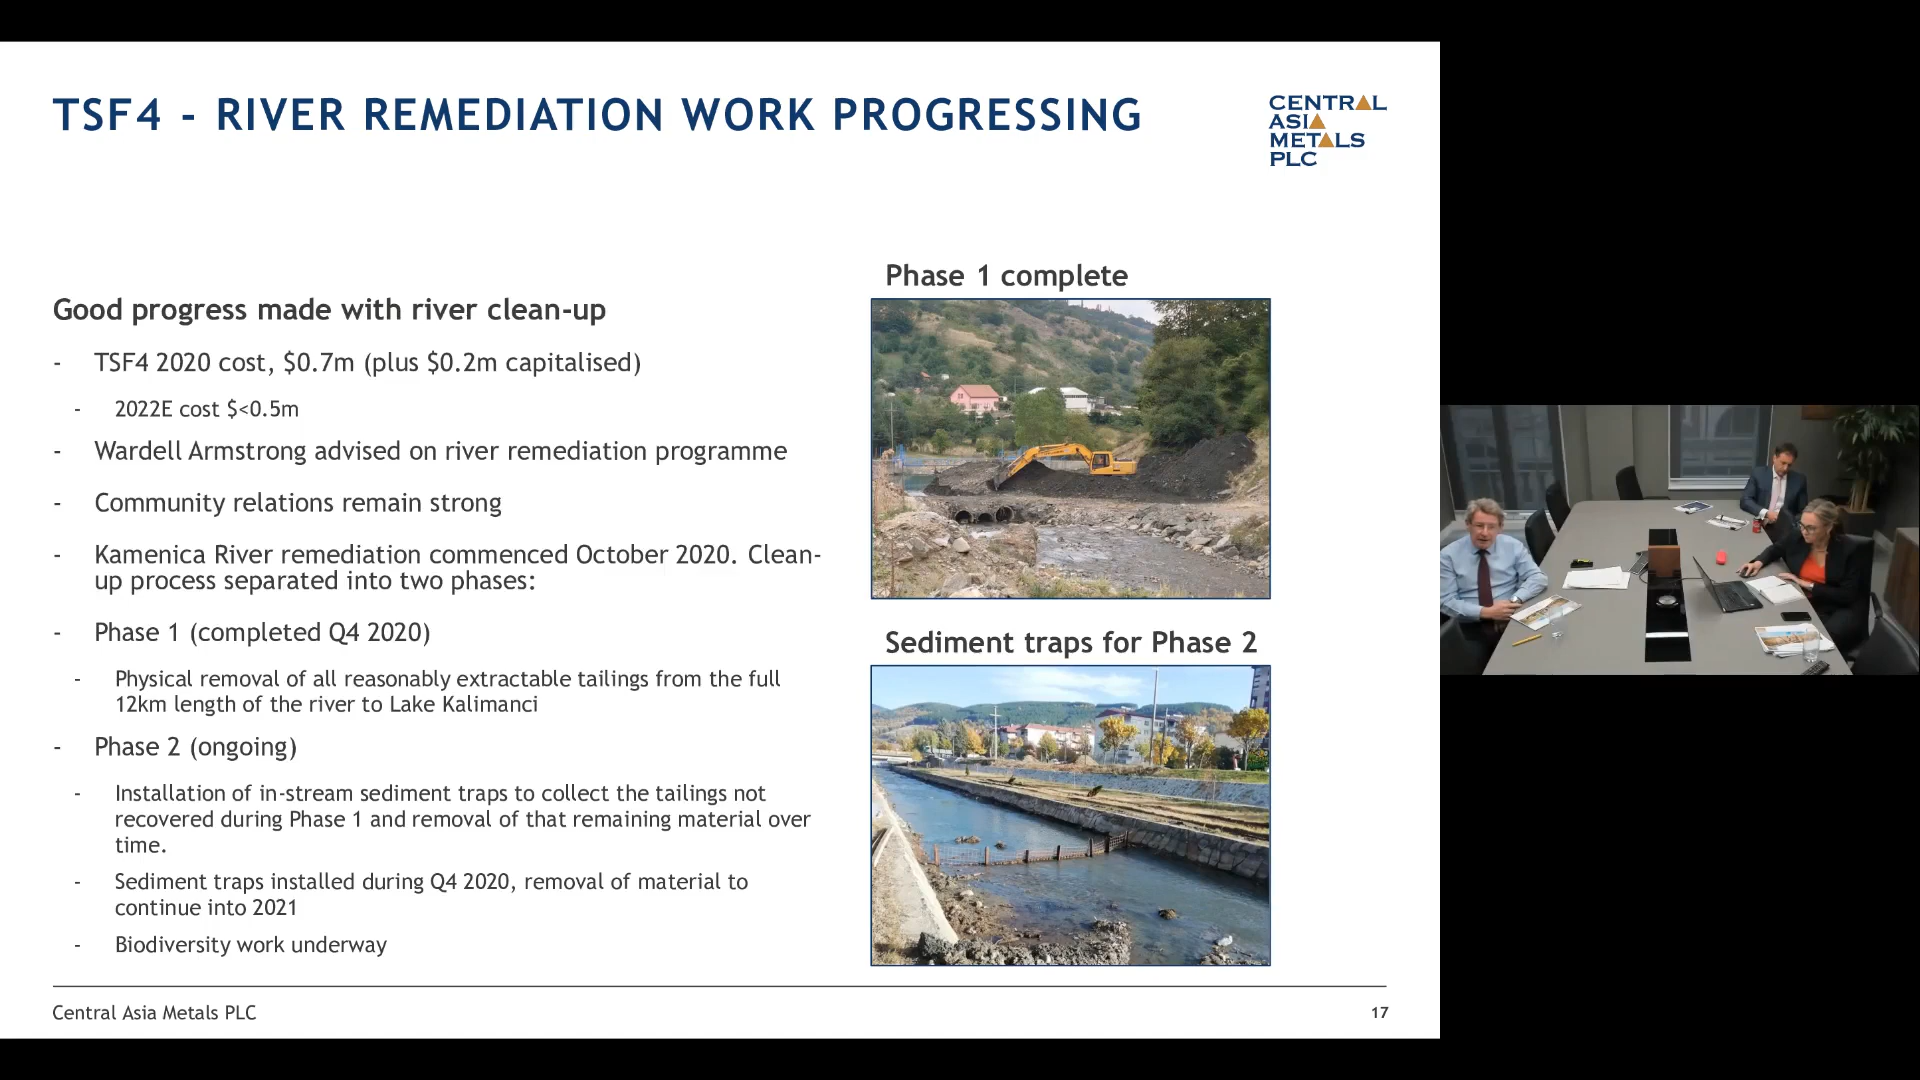 TSF4 - RIVER REMEDIATION WORK PROGRESSING
CENTRAL
ASIA
METALS
PLC
Good progress made with river clean-up
- TSF4 2020 cost, $0.7m (plus $0.2m capitalised)
- 2022E cost $<0.5m
- Wardell Armstrong advised on river remediation programme
- Community relations remain strong
- Kamenica River remediation commenced October 2020. Clean-
up process separated into two phases:
- Phase 1 (completed Q4 2020)
- Physical removal of all reasonably extractable tailings from the full
12km length of the river to Lake Kalimanci
- Phase 2 (ongoing)
- Installation of in-stream sediment traps to collect the tailings not
recovered during Phase 1 and removal of that remaining material over
time.
- Sediment traps installed during Q4 2020, removal of material to
continue into 2021
- Biodiversity work underway
Phase 1 complete
Sediment traps for Phase 2
Central Asia Metals PLC
17